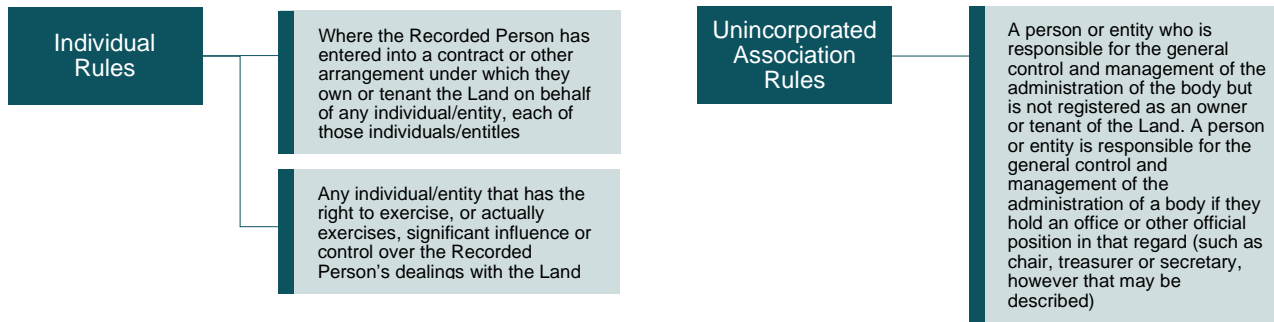 Individual
Rules
Where the Recorded Person has
entered into a contract or other
arrangement under which they
own or tenant the Land on behalf
of any individual/entity, each of
those individuals/entitles
Any individual/entity that has the
right to exercise, or actually
exercises, significant influence or
control over the Recorded
Person's dealings with the Land
Unincorporated
Association
Rules
A person or entity who is
responsible for the general
control and management of the
administration of the body but
is not registered as an owner
or tenant of the Land. A person
or entity is responsible for the
general control and
management of the
administration of a body if they
hold an office or other official
position in that regard (such as
chair, treasurer or secretary,
however that may be
described)